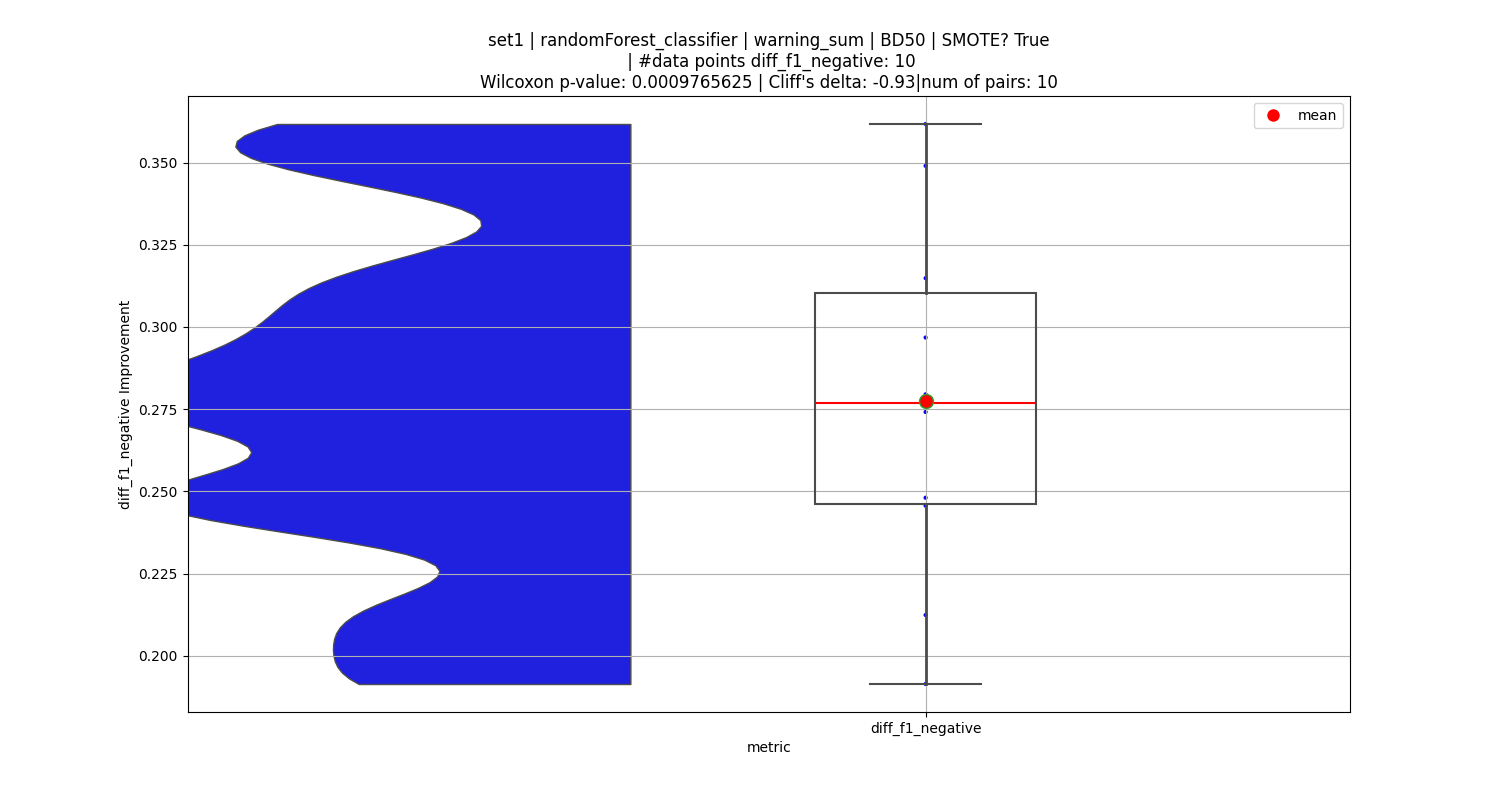 set1 | randomForest_classifier | warning_sum | BD50 | SMOTE? True
| #data points diff_f1_negative: 10
Wilcoxon p-value: 0.0009765625 | Cliff's delta: -0.93|num of pairs: 10
mean
0.350
0.325
0.300
0.275
0.250
0.225
0.200
diff_f1_negative Improvement
diff_f1_negative
metric